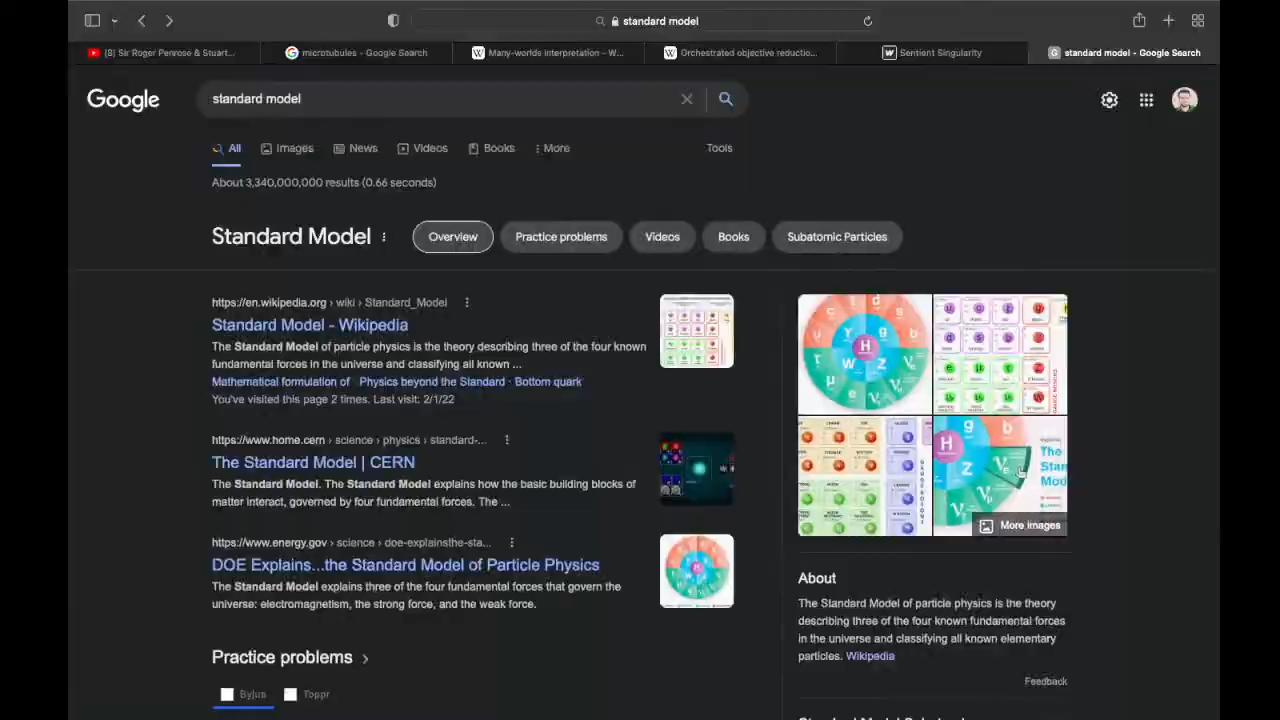 standard model
(8) Sir Roger Penrose & Stuart...
microtubules - Google Search
Many-worlds interpretation - W...
Orchestrated objective reductio...
Sentient Singularity
standard model - Google Search
Google
standard model
All
Images
News
Videos
Books
More
Tools
About 3,340,000,000 results (0.66 seconds)
Standard Model
Overview
Practice problems
Videos
Books
Subatomic Particles
https://en.wikipedia.org › wiki › Standard_Model
Standard Model - Wikipedia
The Standard Model of particle physics is the theory describing three of the four known
fundamental forces in the universe and classifying all known ...
Mathematical formulation of · Physics beyond the Standard · Bottom quark
You've visited this page 2 times. Last visit: 2/1/22
https://www.home.cern › science › physics › standard-...
The Standard Model | CERN
The Standard Model. The Standard Model explains how the basic building blocks of
matter interact, governed by four fundamental forces. The ...
https://www.energy.gov › science › doe-explainsthe-sta...
DOE Explains...the Standard Model of Particle Physics
The Standard Model explains three of the four fundamental forces that govern the
universe: electromagnetism, the strong force, and the weak force.
Practice problems
Byjus
Toppr
H
W
g
b
H
Z
The
Stan
Mod
More images
About
The Standard Model of particle physics is the theory
describing three of the four known fundamental forces
in the universe and classifying all known elementary
particles. Wikipedia
Feedback